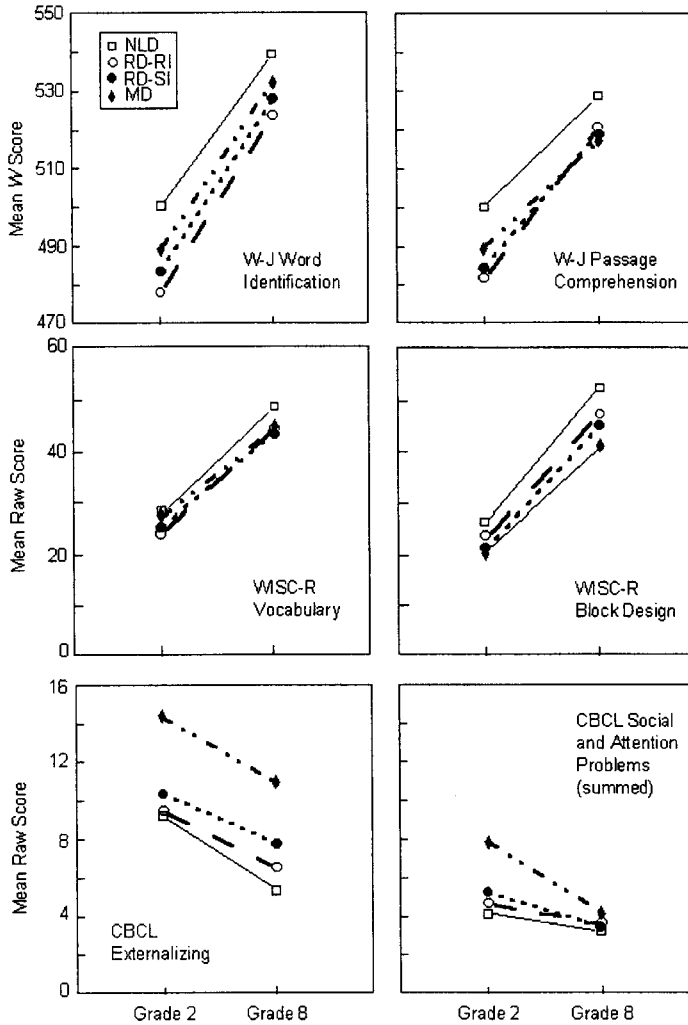 550
530
510
490
470
Mean W Score
NLD
RD-RI
RD-SI
MD
W-J Word
Identification
W-J Passage
Comprehension
60
40
20
0
Mean Raw Score
WISC-R
Vocabulary
WISC-R
Block Design
16
12
8
4
0
Mean Raw Score
CBCL
Externalizing
CBCL Social
and Attention
Problems
(summed)
Grade 2
Grade 8
Grade 2
Grade 8